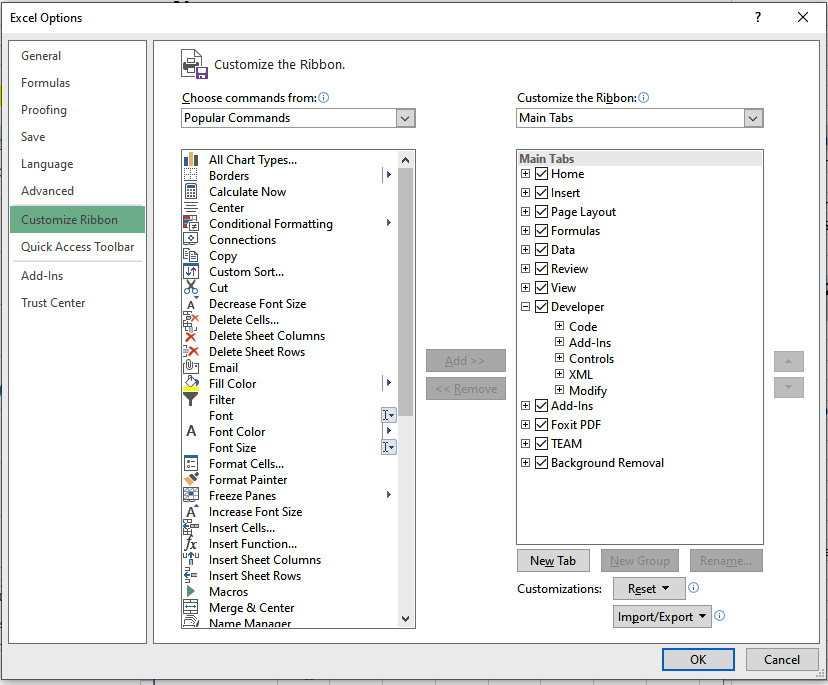 Excel Options
?
General
Formulas
Proofing
Save
Language
Advanced
Customize Ribbon
Quick Access Toolbar
Add-Ins
Trust Center
Customize the Ribbon.
Choose commands from:
Popular Commands
All Chart Types...
Borders
Calculate Now
Center
Conditional Formatting
Connections
Copy
Custom Sort...
Cut
Decrease Font Size
Delete Cells...
Delete Sheet Columns
Delete Sheet Rows
Email
Fill Color
Filter
Font
Font Color
Font Size
Format Cells...
Format Painter
Freeze Panes
Increase Font Size
Insert Cells...
Insert Function...
Insert Sheet Columns
Insert Sheet Rows
Macros
Merge & Center
Name Manager
Add >>
<< Remove
Customize the Ribbon:
Main Tabs
Main Tabs
Home
Insert
Page Layout
Formulas
Data
Review
View
Developer
Code
Add-Ins
Controls
XML
Modify
Add-Ins
Foxit PDF
TEAM
Background Removal
New Tab
New Group
Rename...
Customizations:
Reset
Import/Export
OK
Cancel